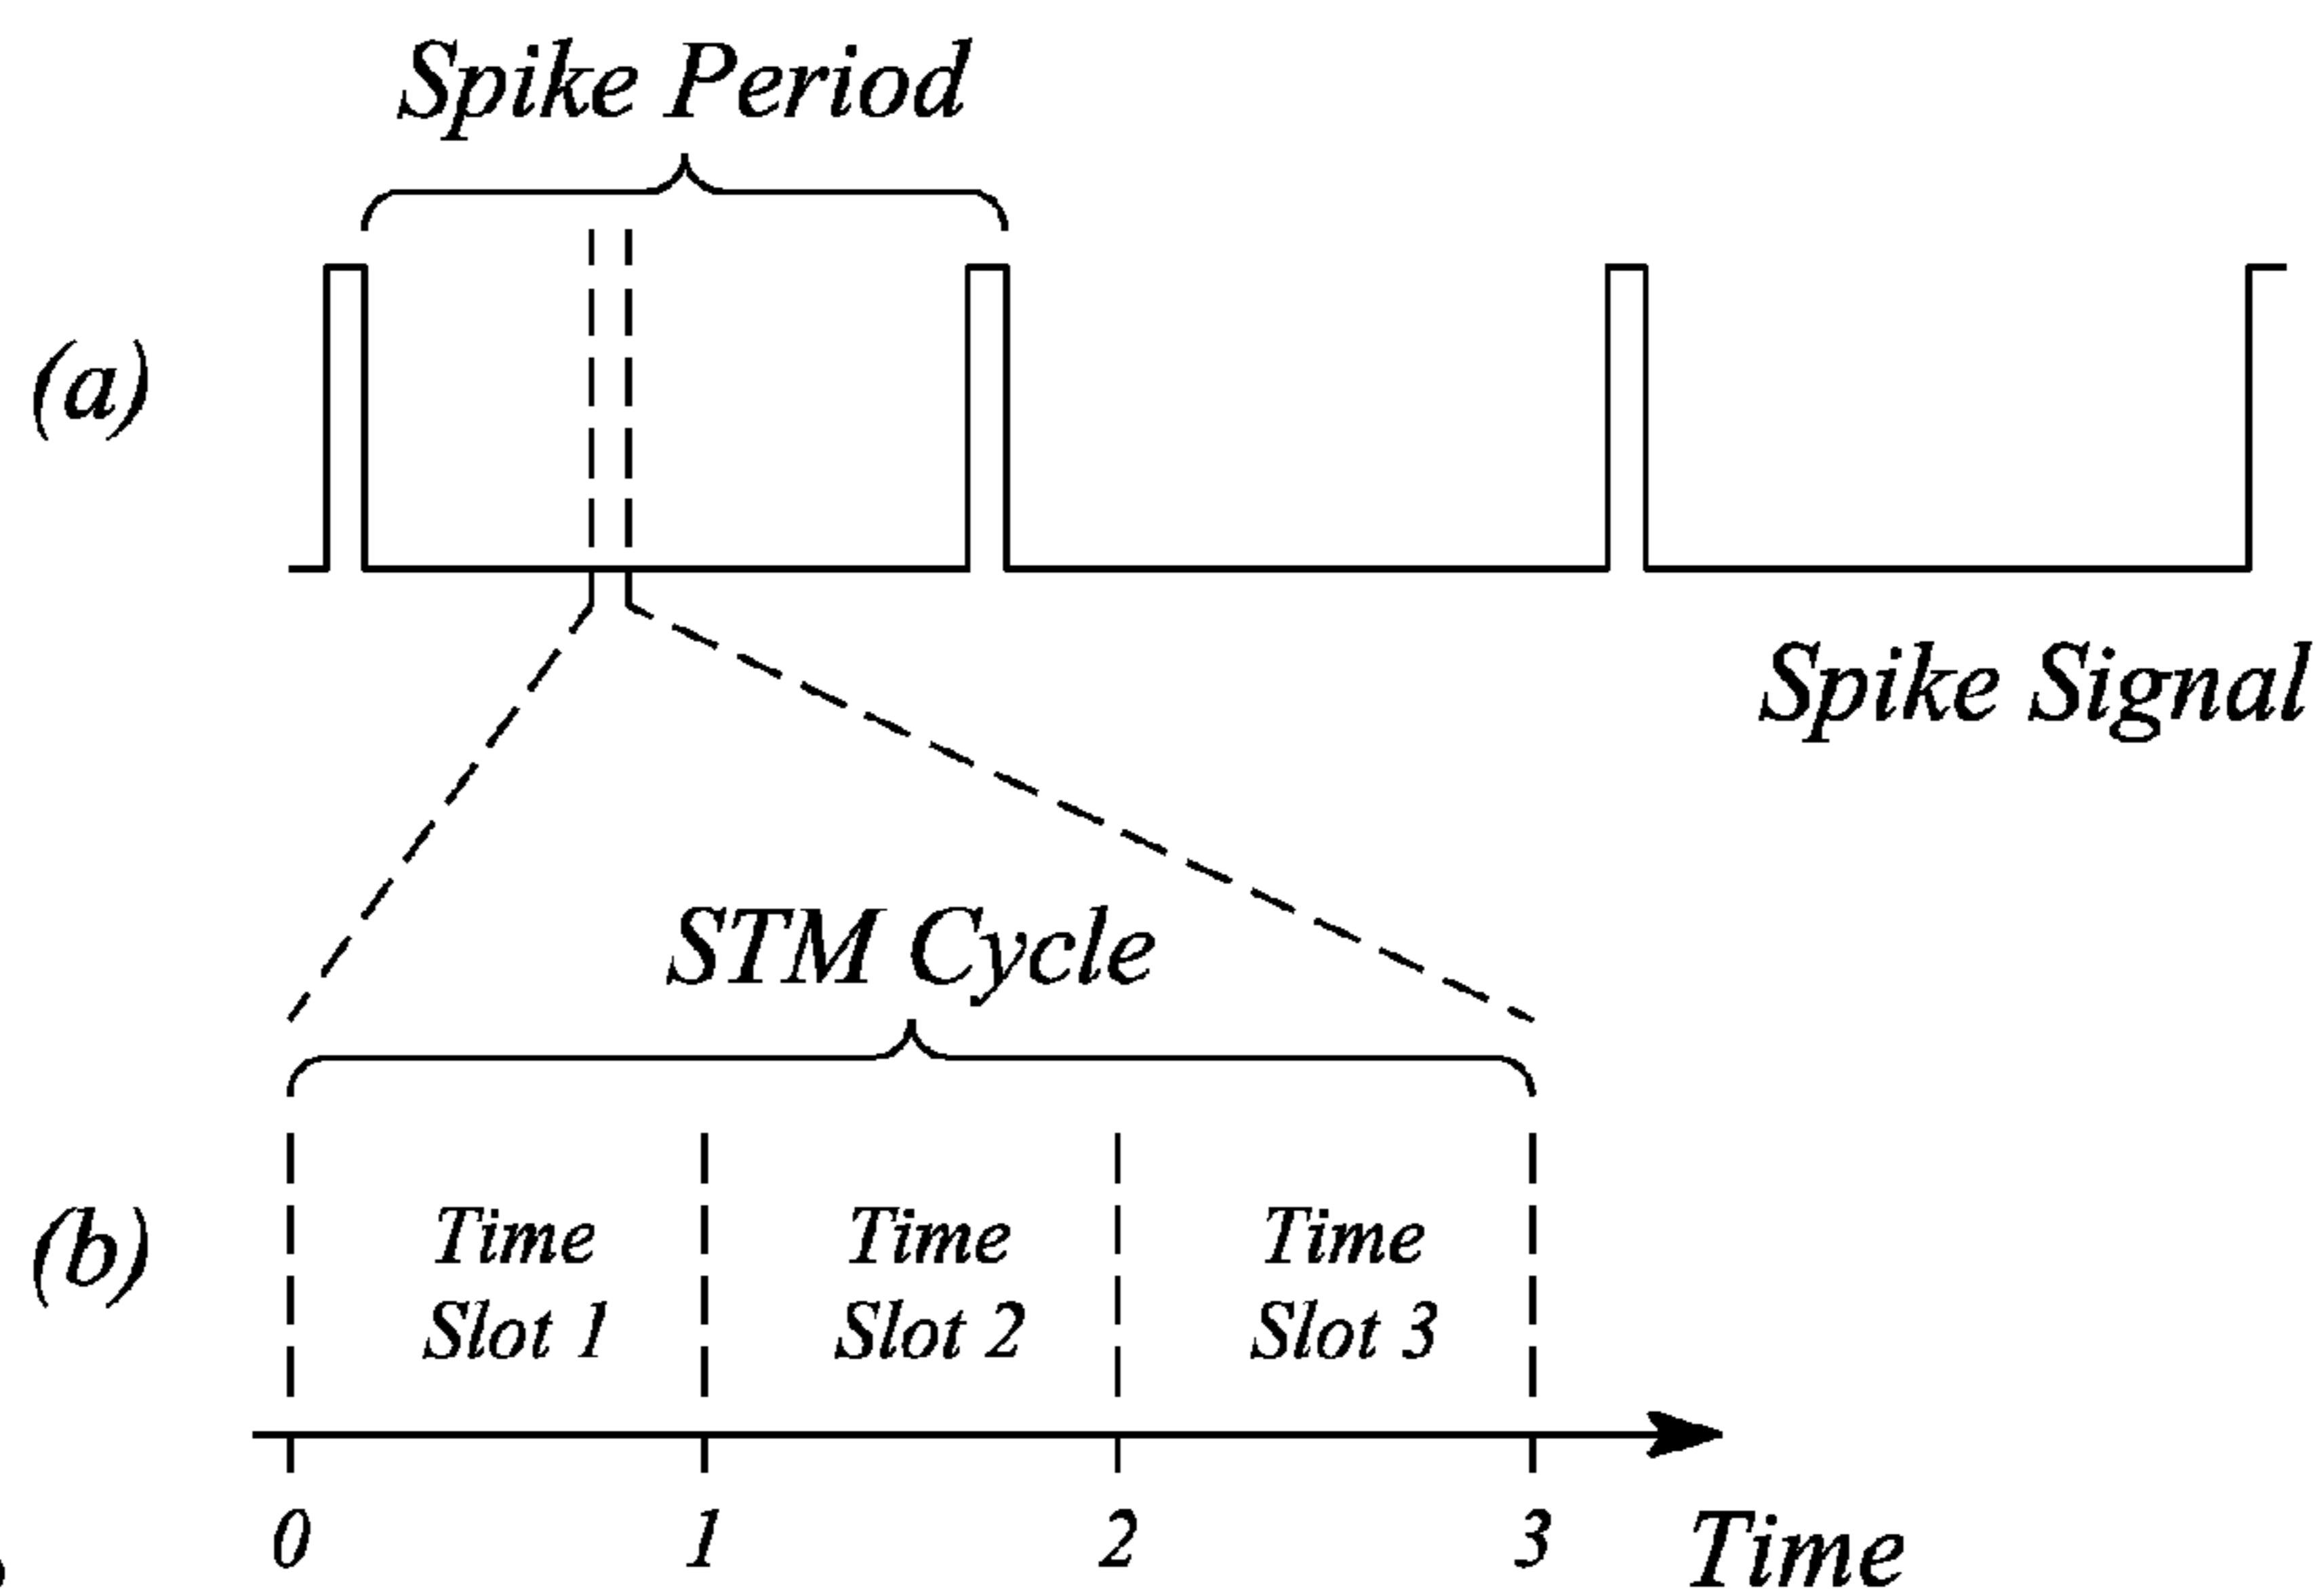 Spike Period
(a)
Spike Signal
STM Cycle
(b)
Time Slot 1
Time Slot 2
Time Slot 3
0 1 2 3 Time